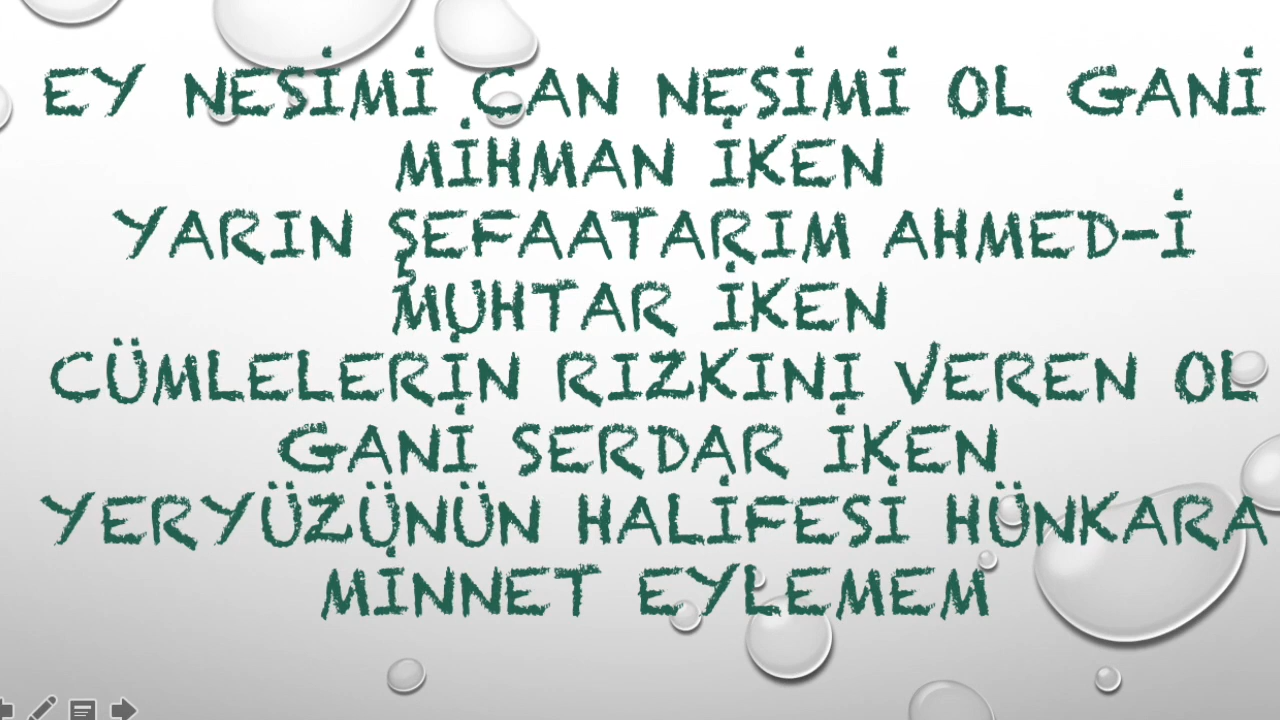 EY NESİMİ CAN NESİMİ OL GANİ
MİHMAN İKEN
YARIN ŞEFAATARIM AHMED-İ
MUHTAR İKEN
CÜMLELERİN RIZKINI VEREN OL
GANİ SERDAR İKEN
YERYÜZÜNÜN HALİFESİ HÜNKARA
MİNNET EYLEMEM